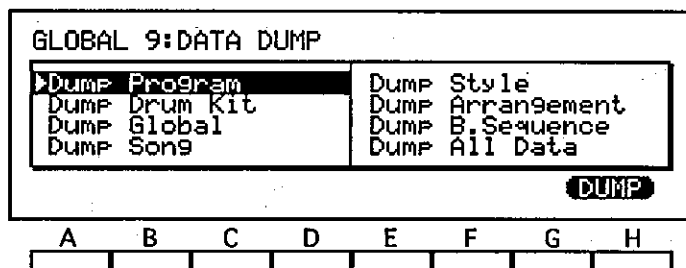 GLOBAL 9:DATA DUMP
▶Dump Program
Dump Drum Kit
Dump Global
Dump Song
Dump Style
Dump Arrangement
Dump B.Sequence
Dump All Data
DUMP
A B C D E F G H